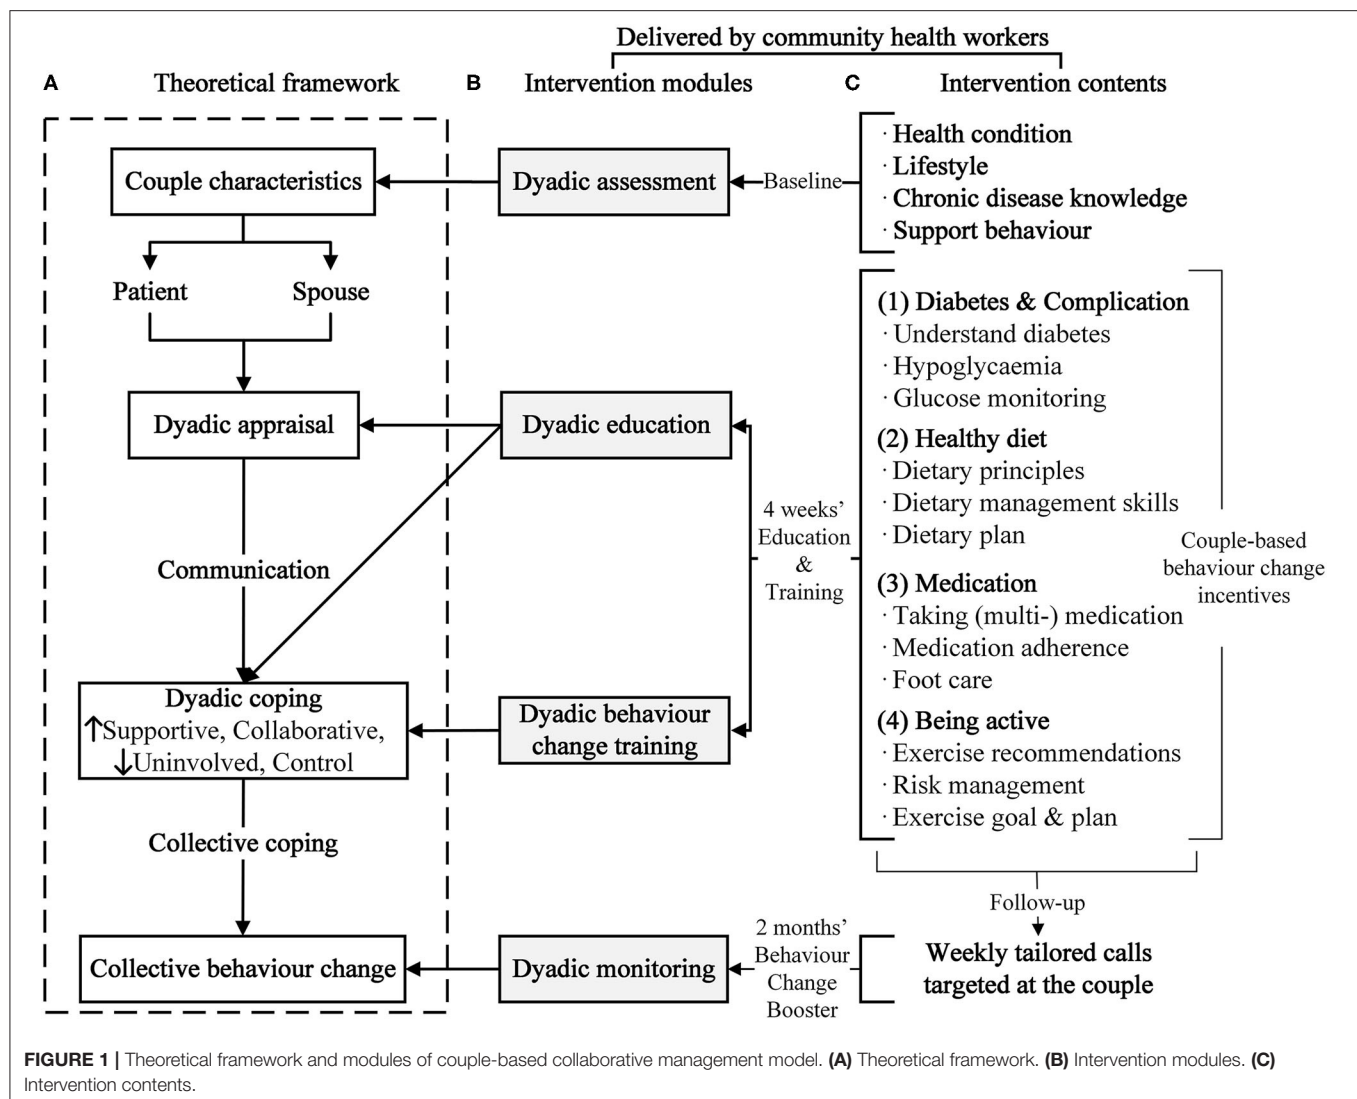 Delivered by community health workers
A Theoretical framework B Intervention modules C Intervention contents
Couple characteristics
Patient Spouse
Dyadic appraisal
Communication
Dyadic coping
↑Supportive, Collaborative,
↓Uninvolved, Control
Collective coping
Collective behaviour change
Dyadic assessment
Dyadic education
Dyadic behaviour
change training
Dyadic monitoring
Baseline
4 weeks’
Education
&
Training
2 months’
Behaviour
Change
Booster
· Health condition
· Lifestyle
· Chronic disease knowledge
· Support behaviour
(1) Diabetes & Complication
· Understand diabetes
· Hypoglycaemia
· Glucose monitoring
(2) Healthy diet
· Dietary principles
· Dietary management skills
· Dietary plan
(3) Medication
· Taking (multi-) medication
· Medication adherence
· Foot care
(4) Being active
· Exercise recommendations
· Risk management
· Exercise goal & plan
Couple-based
behaviour change
incentives
Follow-up
Weekly tailored calls
targeted at the couple
FIGURE 1 | Theoretical framework and modules of couple-based collaborative management model. (A) Theoretical framework. (B) Intervention modules. (C)
Intervention contents.